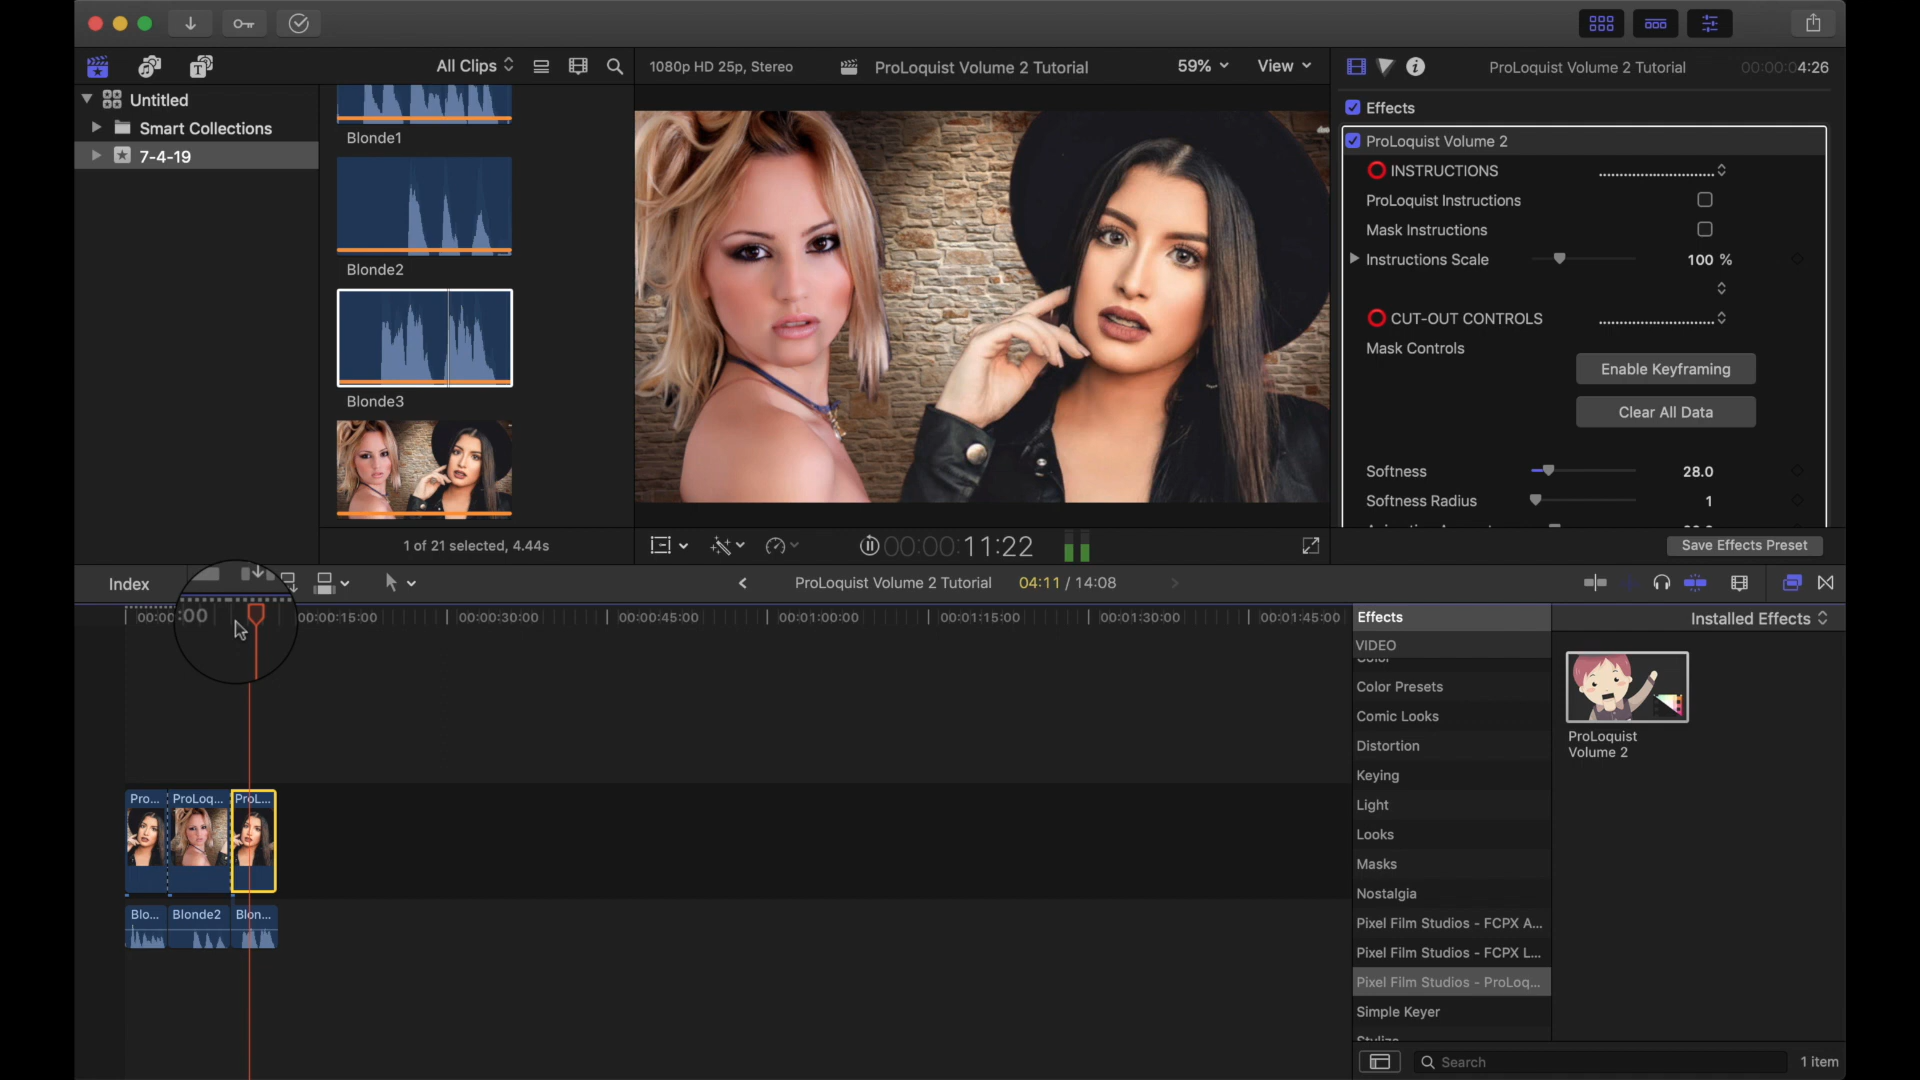 All Clips
1080p HD 25p, Stereo
ProLoquist Volume 2 Tutorial
59%
View
ProLoquist Volume 2 Tutorial
00:00:04:26
Untitled
Smart Collections
7-4-19
Blonde1
Blonde2
Blonde3
1 of 21 selected, 4.44s
00:00:11:22
Effects
ProLoquist Volume 2
INSTRUCTIONS
ProLoquist Instructions
Mask Instructions
Instructions Scale
100 %
CUT-OUT CONTROLS
Mask Controls
Enable Keyframing
Clear All Data
Softness
28.0
Softness Radius
1
Save Effects Preset
Index
ProLoquist Volume 2 Tutorial
04:11 / 14:08
00:00
:00
00:00:15:00
00:00:30:00
00:00:45:00
00:01:00:00
00:01:15:00
00:01:30:00
00:01:45:00
Pro...
ProLoq...
ProL...
Blo...
Blonde2
Blon...
Effects
Installed Effects
VIDEO
Color
Color Presets
Comic Looks
Distortion
Keying
Light
Looks
Masks
Nostalgia
Pixel Film Studios - FCPX A...
Pixel Film Studios - FCPX L...
Pixel Film Studios - ProLoq...
Simple Keyer
Stylize
ProLoquist
Volume 2
Search
1 item